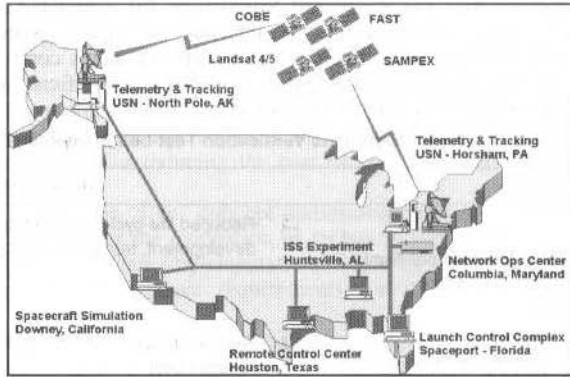 COBE
FAST
Landsat 4/5
SAMPEX
Telemetry & Tracking
USN - North Pole, AK
Telemetry & Tracking
USN - Horsham, PA
ISS Experiment
Huntsville, AL
Network Ops Center
Columbia, Maryland
Spacecraft Simulation
Downey, California
Launch Control Complex
Spaceport - Florida
Remote Control Center
Houston, Texas